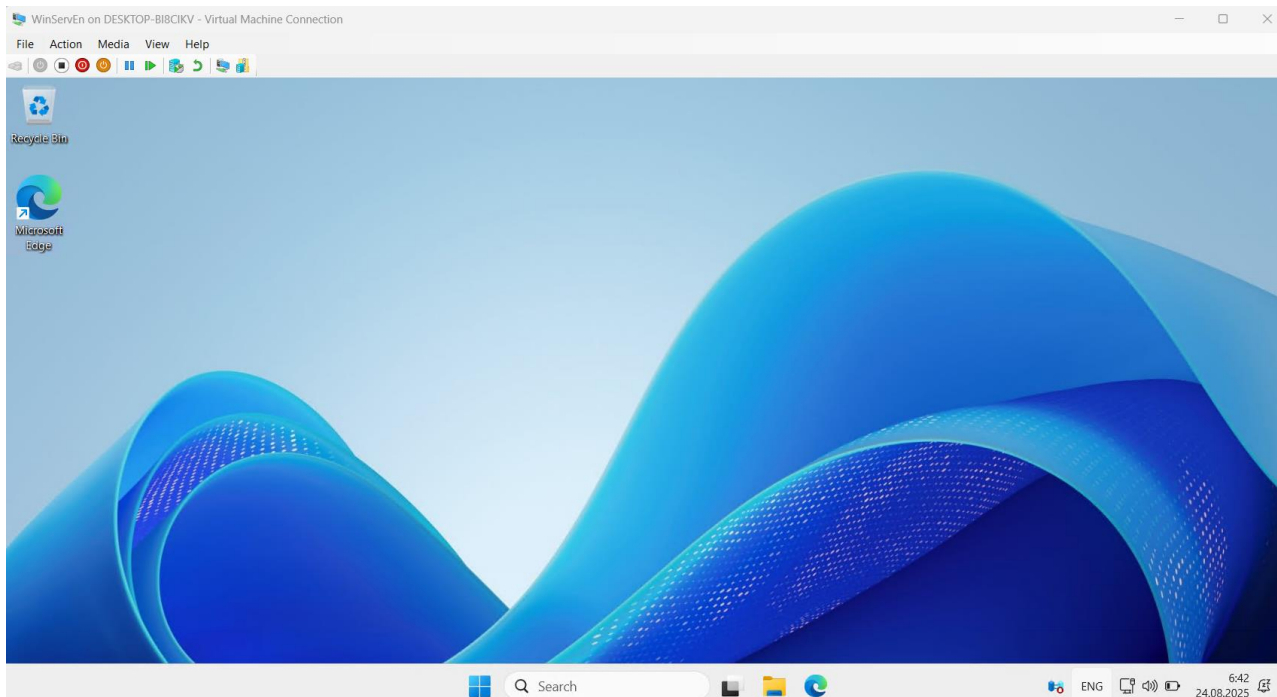 WinServEn on DESKTOP-BI8CIKV - Virtual Machine Connection
File Action Media View Help
Recycle Bin
Microsoft
Edge
Search
ENG
6:42
24.08.2025